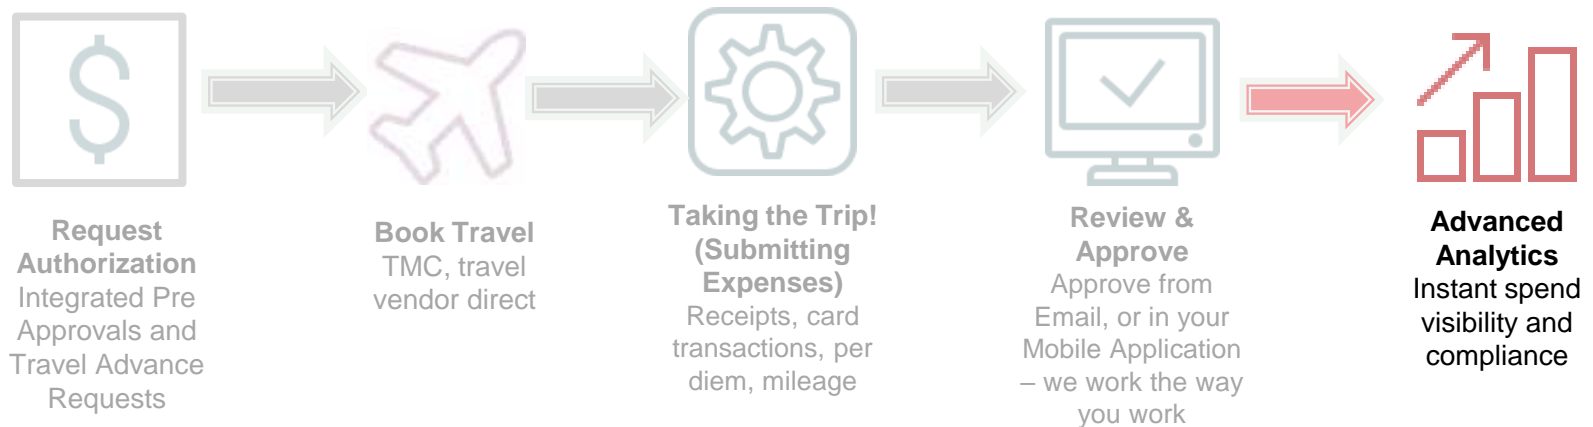 Request
Authorization
Integrated Pre
Approvals and
Travel Advance
Requests
Book Travel
TMC, travel
vendor direct
Taking the Trip!
(Submitting
Expenses)
Receipts, card
transactions, per
diem, mileage
Review &
Approve
Approve from
Email, or in your
Mobile Application
– we work the way
you work
Advanced
Analytics
Instant spend
visibility and
compliance